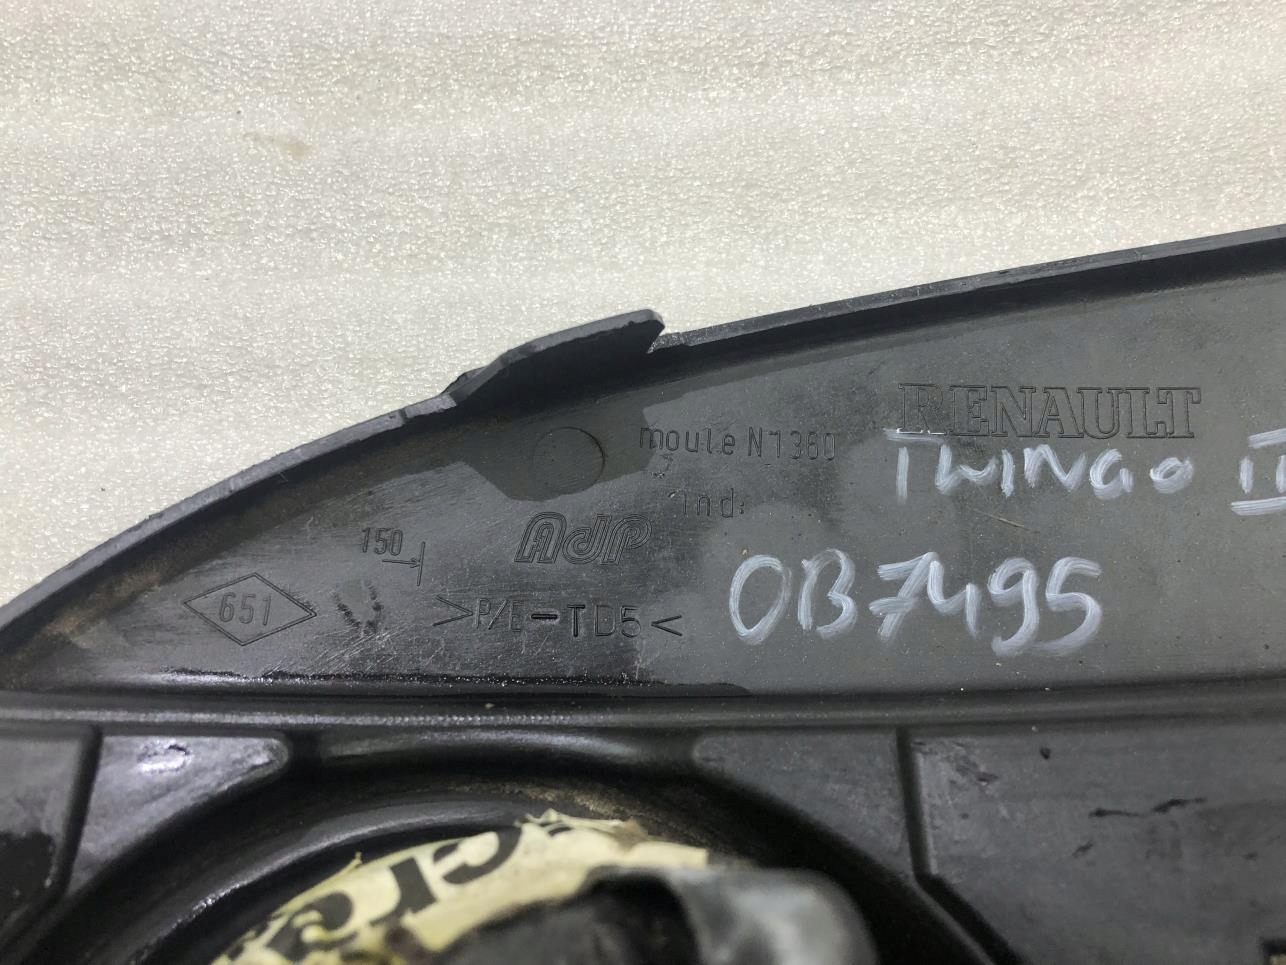 RENAULT
moule N1360
TWINGO II
Ind:
150
AdP
OB7495
651
>P/E-TD5<